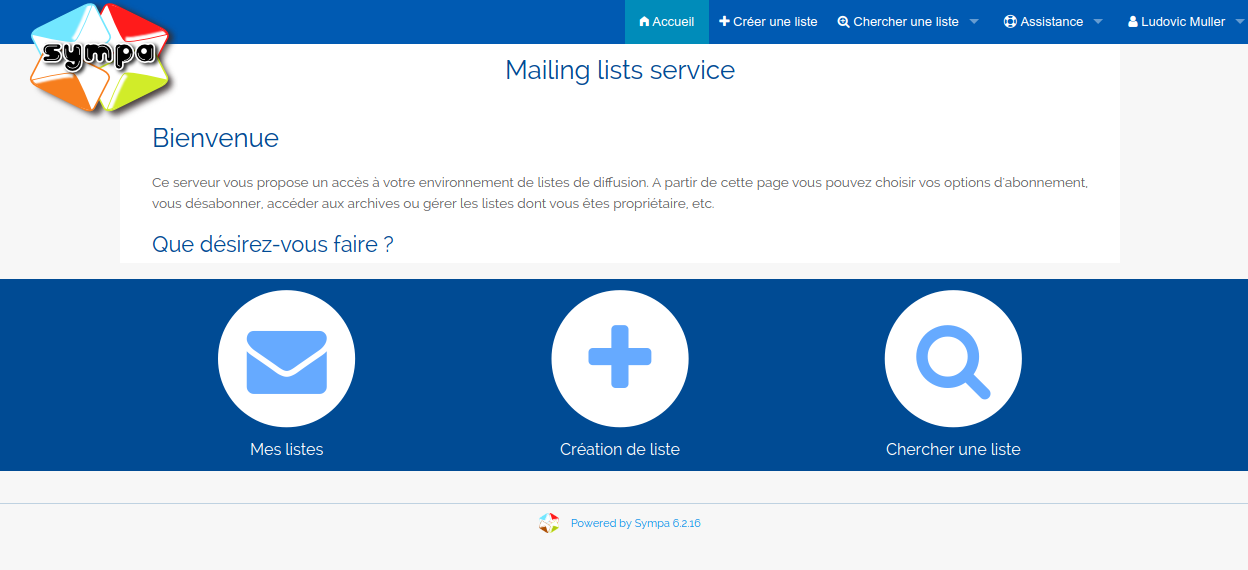 sympa
Accueil Créer une liste Chercher une liste Assistance Ludovic Muller
Mailing lists service
Bienvenue
Ce serveur vous propose un accès à votre environnement de listes de diffusion. A partir de cette page vous pouvez choisir vos options d'abonnement,
vous désabonner, accéder aux archives ou gérer les listes dont vous êtes propriétaire, etc.
Que désirez-vous faire ?
Mes listes Création de liste Chercher une liste
Powered by Sympa 6.2.16